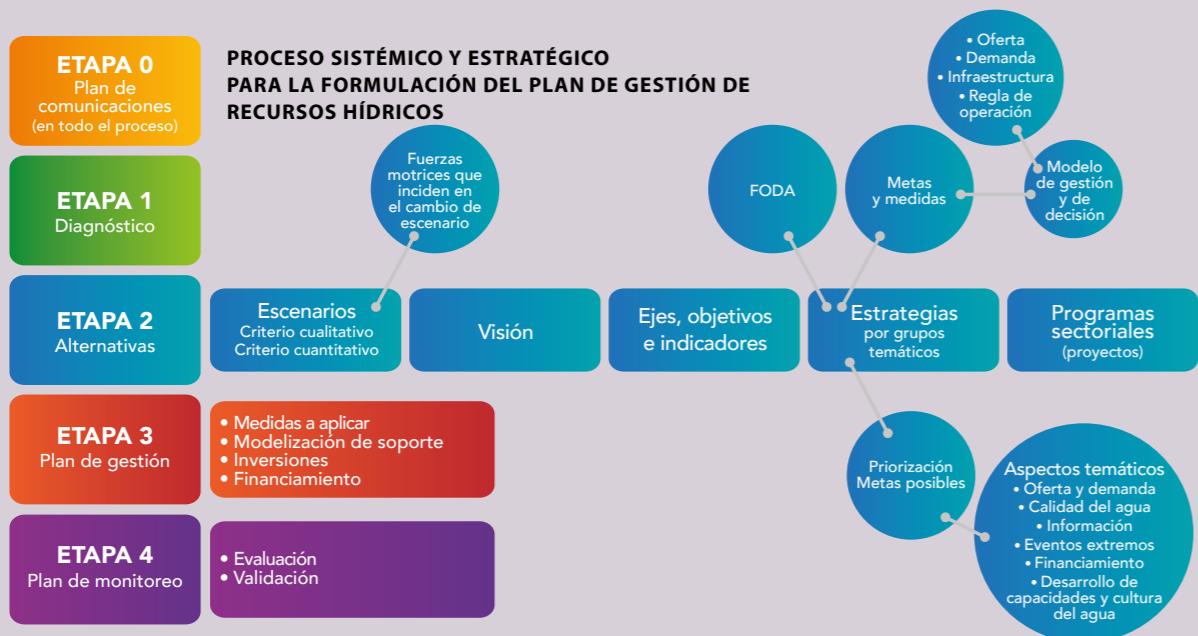 PROCESO SISTÉMICO Y ESTRATÉGICO
PARA LA FORMULACIÓN DEL PLAN DE GESTIÓN DE
RECURSOS HÍDRICOS
ETAPA 0
Plan de
comunicaciones
(en todo el proceso)
ETAPA 1
Diagnóstico
Fuerzas
motrices que
inciden en
el cambio de
escenario
FODA
Metas
y medidas
• Oferta
• Demanda
• Infraestructura
• Regla de
operación
Modelo
de gestión
y de
decisión
ETAPA 2
Alternativas
Escenarios
Criterio cualitativo
Criterio cuantitativo
Visión
Ejes, objetivos
e indicadores
Estrategias
por grupos
temáticos
Programas
sectoriales
(proyectos)
ETAPA 3
Plan de gestión
• Medidas a aplicar
• Modelización de soporte
• Inversiones
• Financiamiento
Priorización
Metas posibles
Aspectos temáticos
• Oferta y demanda
• Calidad del agua
• Información
• Eventos extremos
• Financiamiento
• Desarrollo de
capacidades y cultura
del agua
ETAPA 4
Plan de monitoreo
• Evaluación
• Validación